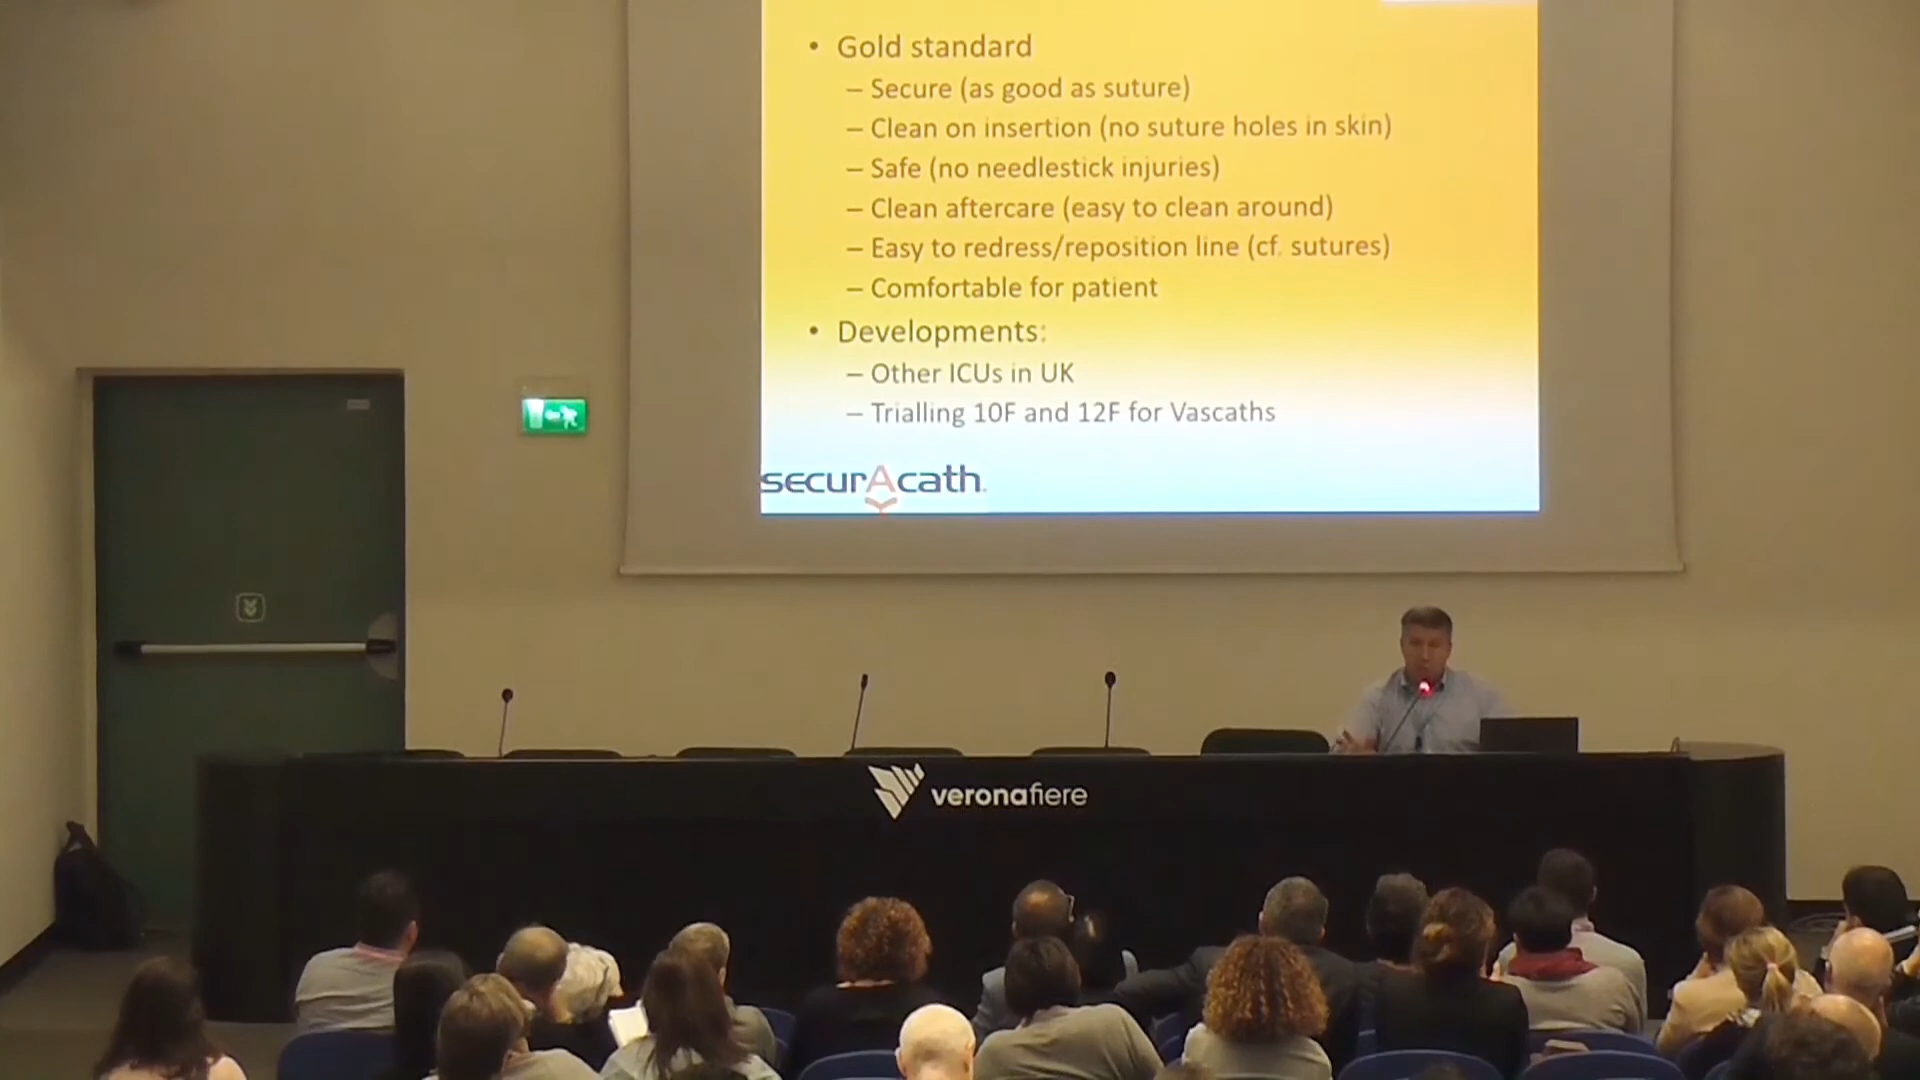 • Gold standard
– Secure (as good as suture)
– Clean on insertion (no suture holes in skin)
– Safe (no needlestick injuries)
– Clean aftercare (easy to clean around)
– Easy to redress/reposition line (cf. sutures)
– Comfortable for patient
• Developments:
– Other ICUs in UK
– Trialling 10F and 12F for Vascaths
securAcath
veronafiere